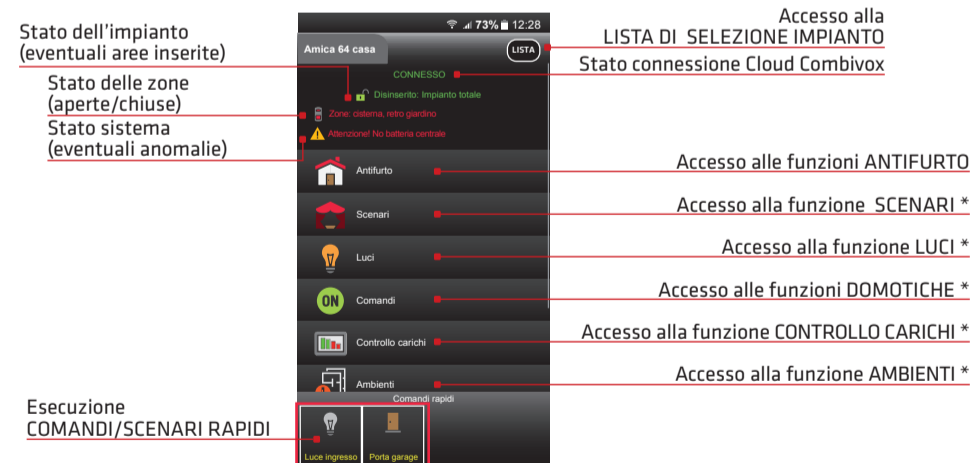 Stato dell'impianto
(eventuali aree inserite)
Stato delle zone
(aperte/chiuse)
Stato sistema
(eventuali anomalie)
Esecuzione
COMANDI/SCENARI RAPIDI
73% 12:28
Amica 64 casa
LISTA
CONNESSO
Disinserito: Impianto totale
Zone: cisterna, retro giardino
Attenzione! No batteria centrale
Antifurto
Scenari
Luci
ON Comandi
Controllo carichi
Ambienti
Comandi rapidi
Luce ingresso Porta garage
Accesso alla
LISTA DI SELEZIONE IMPIANTO
Stato connessione Cloud Combivox
Accesso alle funzioni ANTIFURTO
Accesso alla funzione SCENARI *
Accesso alla funzione LUCI *
Accesso alle funzioni DOMOTICHE *
Accesso alla funzione CONTROLLO CARICHI *
Accesso alla funzione AMBIENTI *